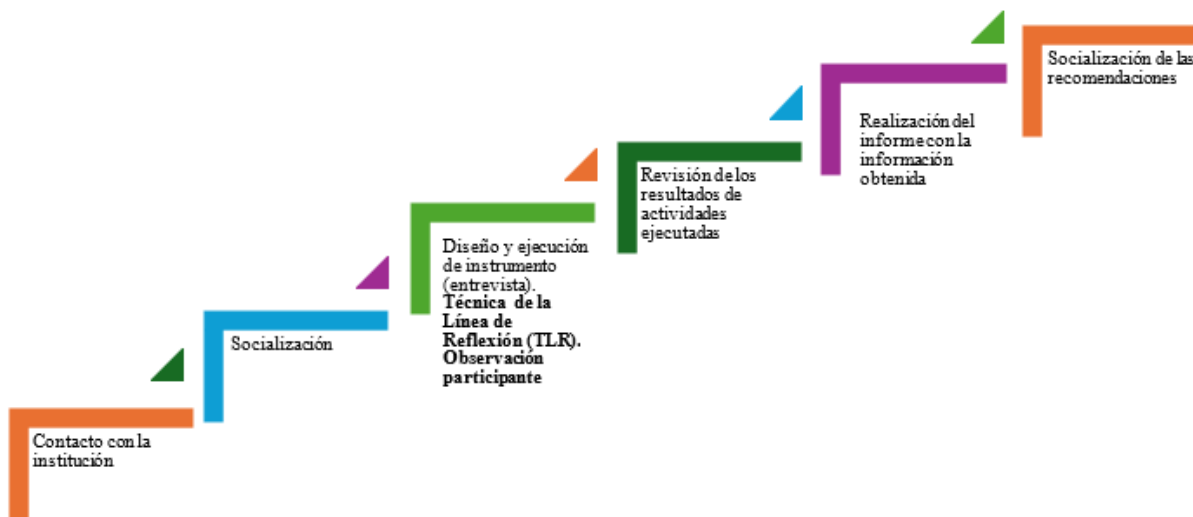 Contacto con la
institución
Socialización
Diseño y ejecución
de instrumento
(entrevista).
Técnica de la
Línea de
Reflexión (TLR).
Observación
participante
Revisión de los
resultados de
actividades
ejecutadas
Realización del
informe con la
información
obtenida
Socialización de las
recomendaciones